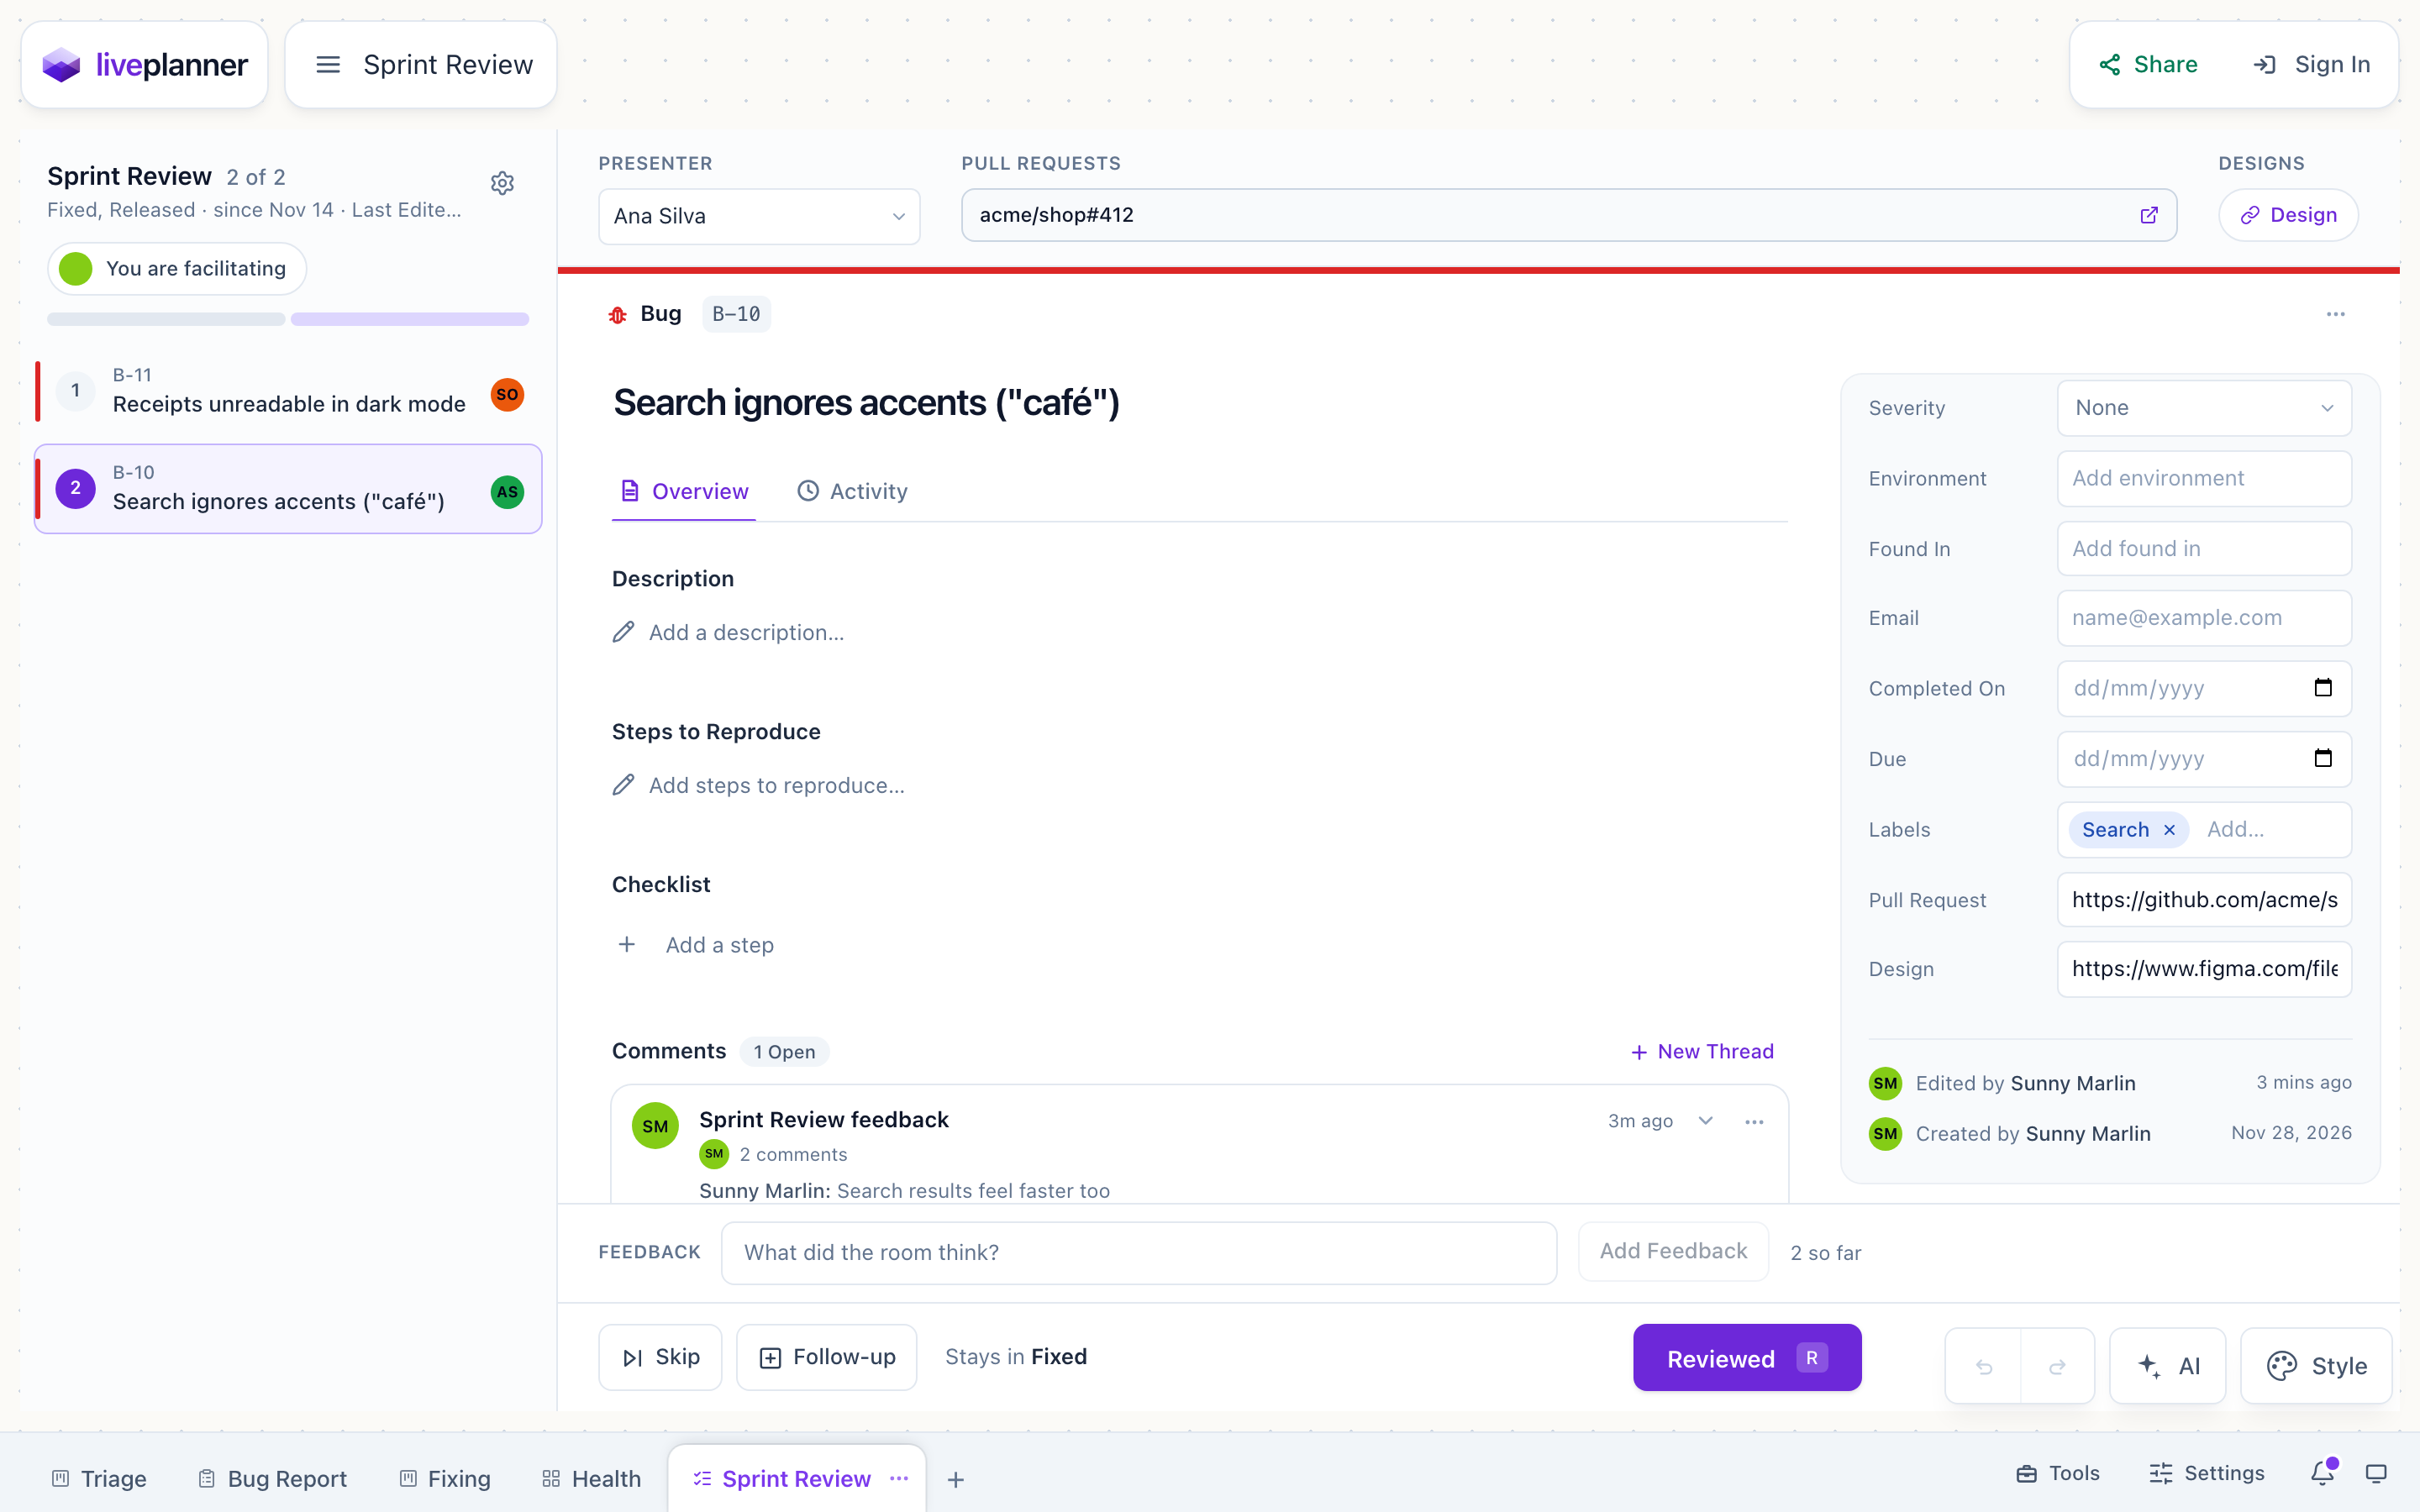 liveplanner
Sprint Review
Share
Sign In
Sprint Review 2 of 2
Fixed, Released · since Nov 14 · Last Edite...
You are facilitating
1
B-11
Receipts unreadable in dark mode
SO
2
B-10
Search ignores accents ("café")
AS
PRESENTER
Ana Silva
PULL REQUESTS
acme/shop#412
DESIGNS
Design
Bug B-10
Search ignores accents ("café")
Overview
Activity
Description
Add a description...
Steps to Reproduce
Add steps to reproduce...
Checklist
Add a step
Comments 1 Open
New Thread
SM
Sprint Review feedback
3m ago
SM 2 comments
Sunny Marlin: Search results feel faster too
Severity None
Environment Add environment
Found In Add found in
Email name@example.com
Completed On dd/mm/yyyy
Due dd/mm/yyyy
Labels Search × Add...
Pull Request https://github.com/acme/s
Design https://www.figma.com/file
SM Edited by Sunny Marlin 3 mins ago
SM Created by Sunny Marlin Nov 28, 2026
FEEDBACK What did the room think? Add Feedback 2 so far
Skip Follow-up Stays in Fixed Reviewed R
AI
Style
Triage
Bug Report
Fixing
Health
Sprint Review
Tools
Settings